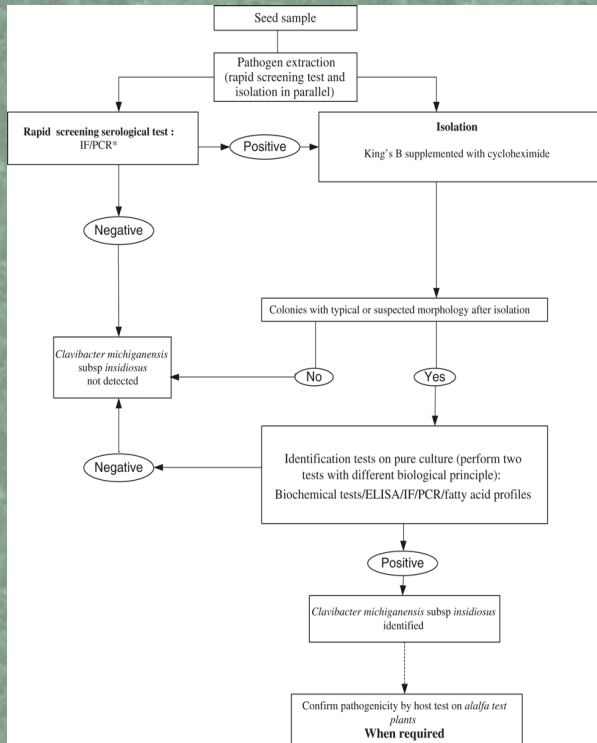 Seed sample
Pathogen extraction
(rapid screening test and
isolation in parallel)
Rapid screening serological test :
IF/PCR*
Positive
Isolation
King's B supplemented with cycloheximide
Negative
Colonies with typical or suspected morphology after isolation
Clavibacter michiganensis
subsp insidiosus
not detected
No
Yes
Negative
Identification tests on pure culture (perform two
tests with different biological principle):
Biochemical tests/ELISA/IF/PCR/fatty acid profiles
Positive
Clavibacter michiganensis subsp insidiosus
identified
Confirm pathogenicity by host test on alalfa test
plants
When required